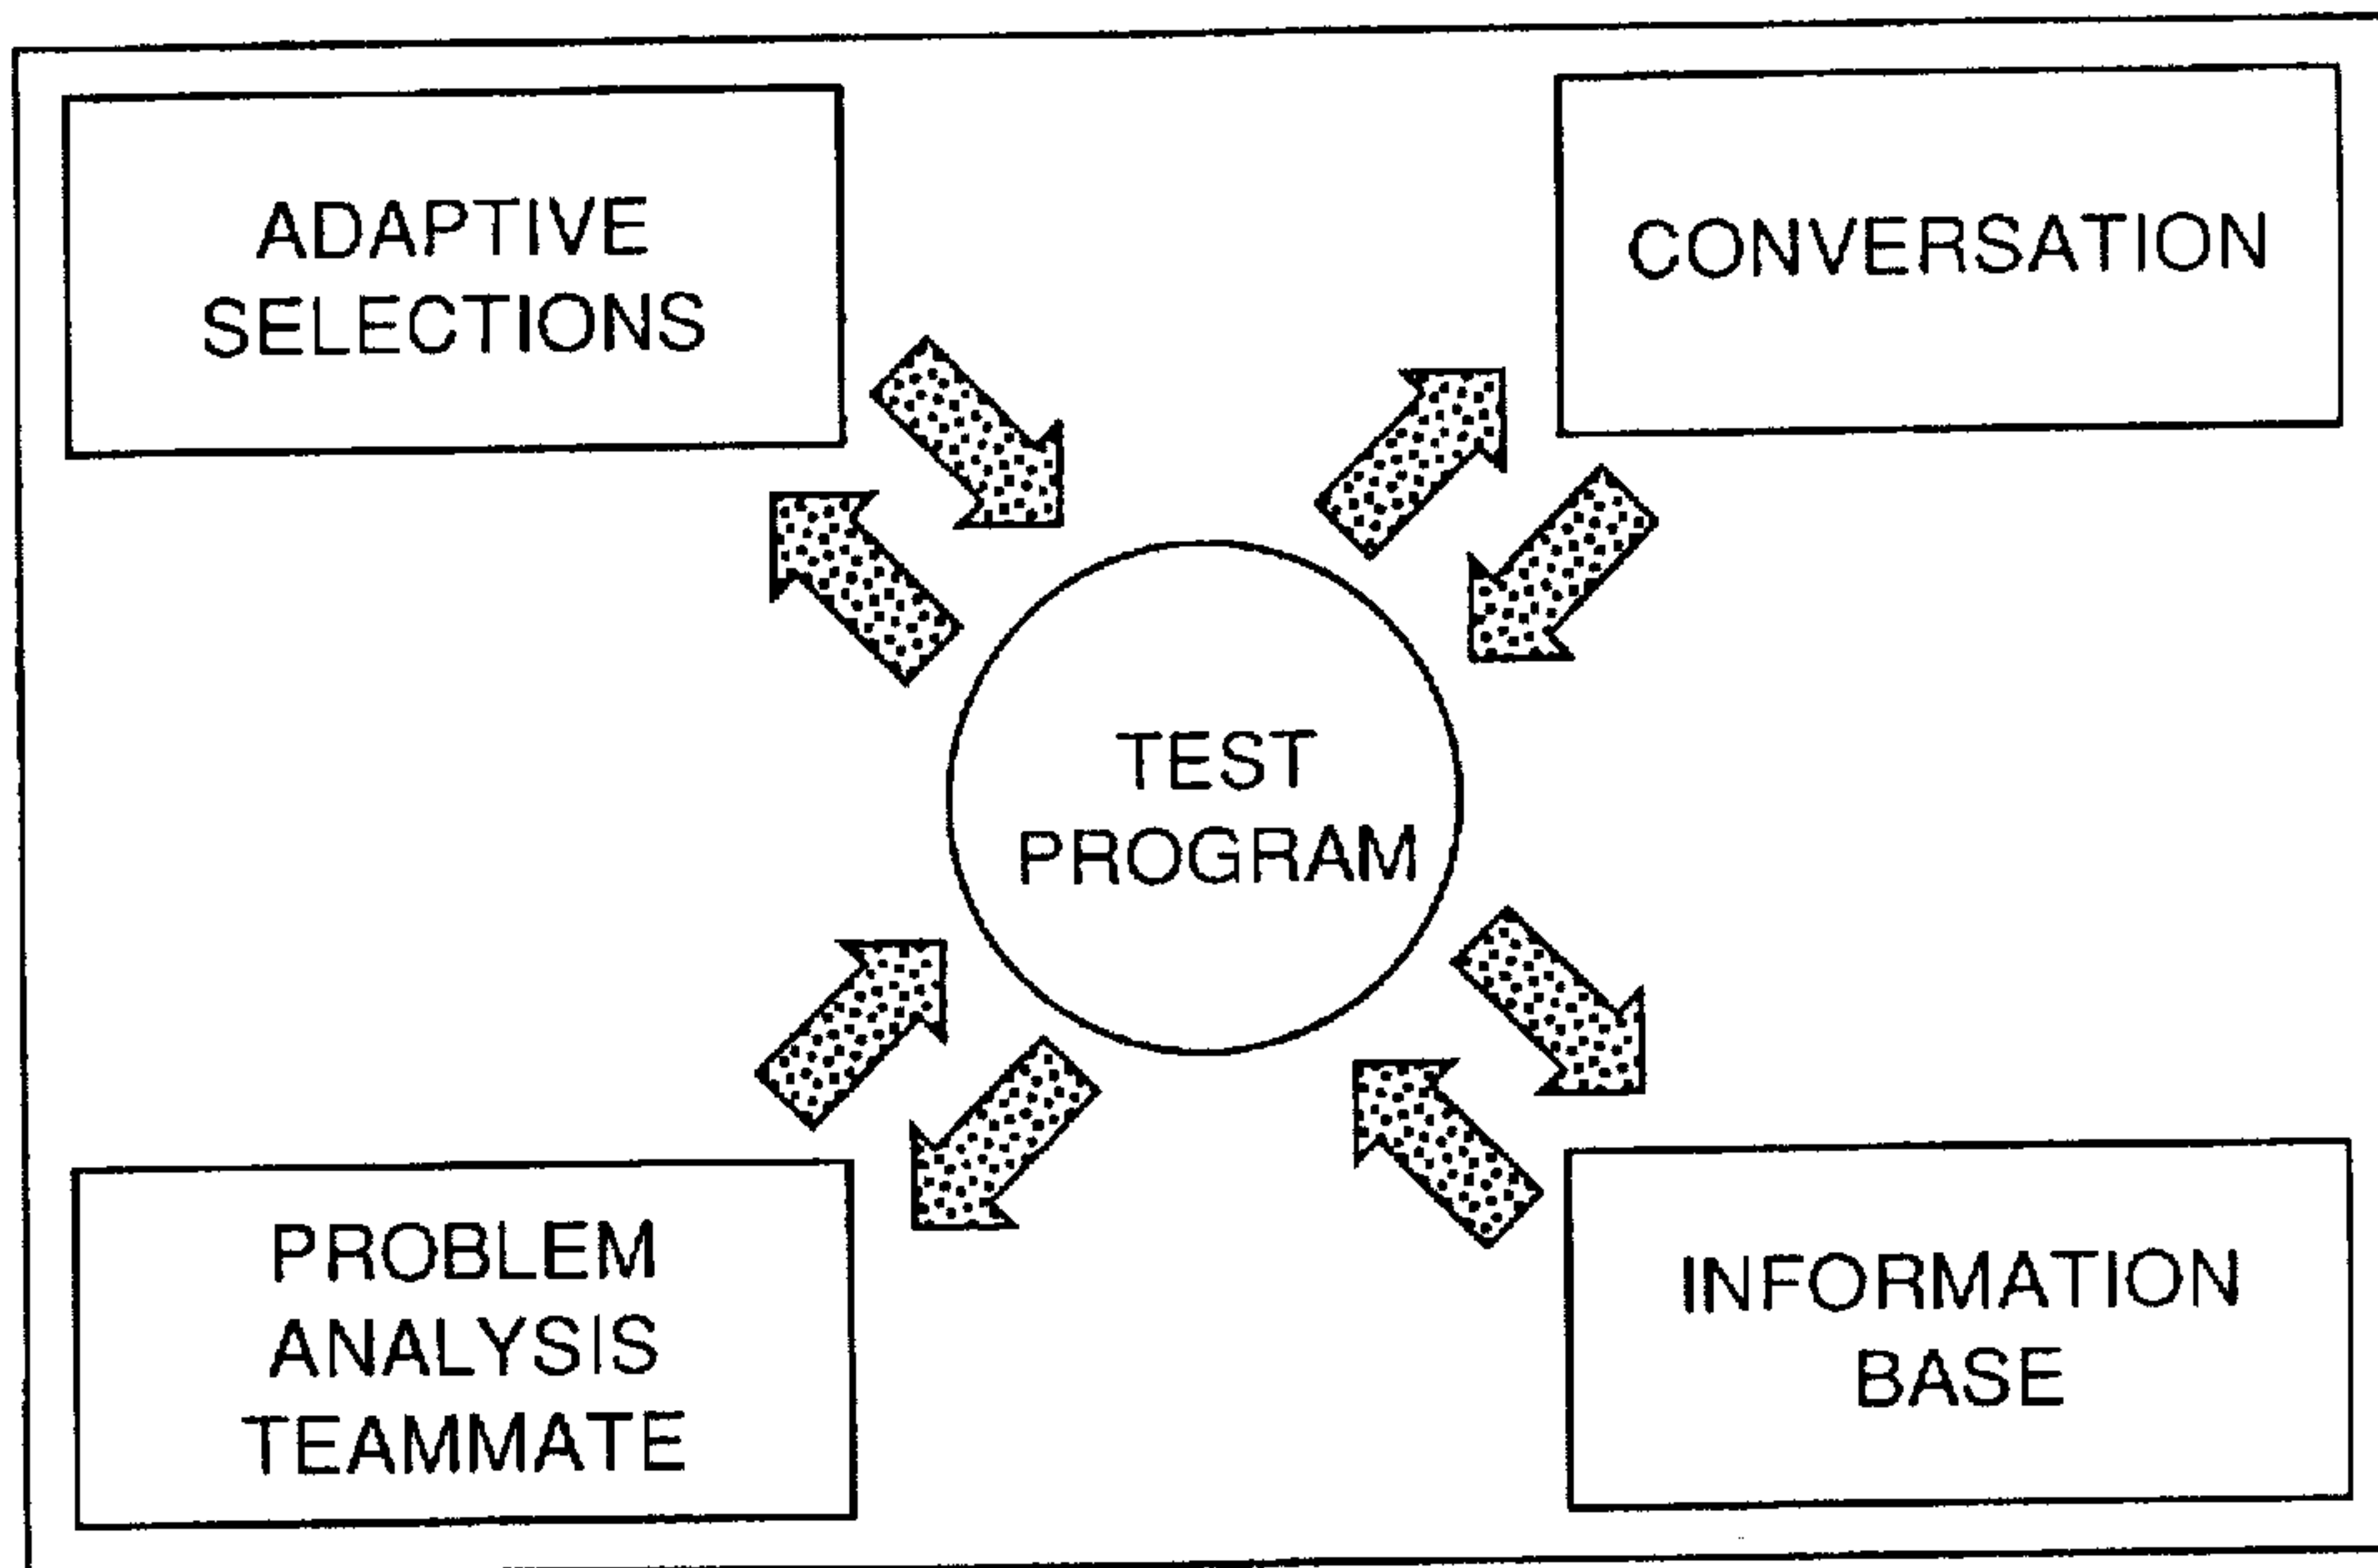 ADAPTIVE
SELECTIONS
CONVERSATION
TEST
PROGRAM
PROBLEM
ANALYSIS
TEAMMATE
INFORMATION
BASE